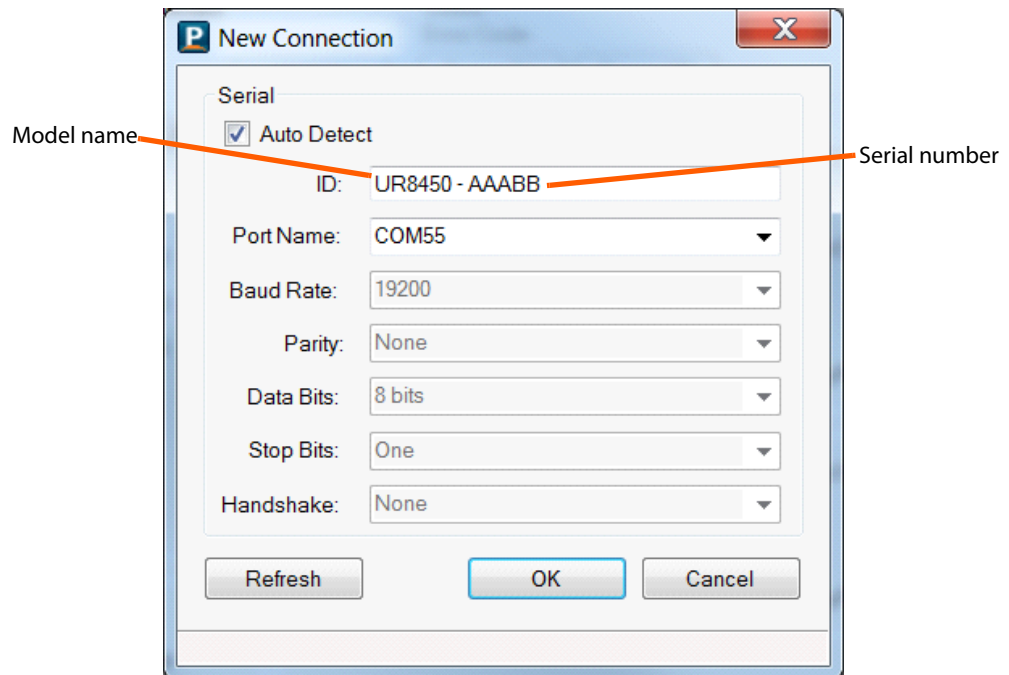 P New Connection X
Serial
Auto Detect
Model name
Serial number
ID: UR8450 - AAABB
Port Name: COM55
Baud Rate: 19200
Parity: None
Data Bits: 8 bits
Stop Bits: One
Handshake: None
Refresh OK Cancel